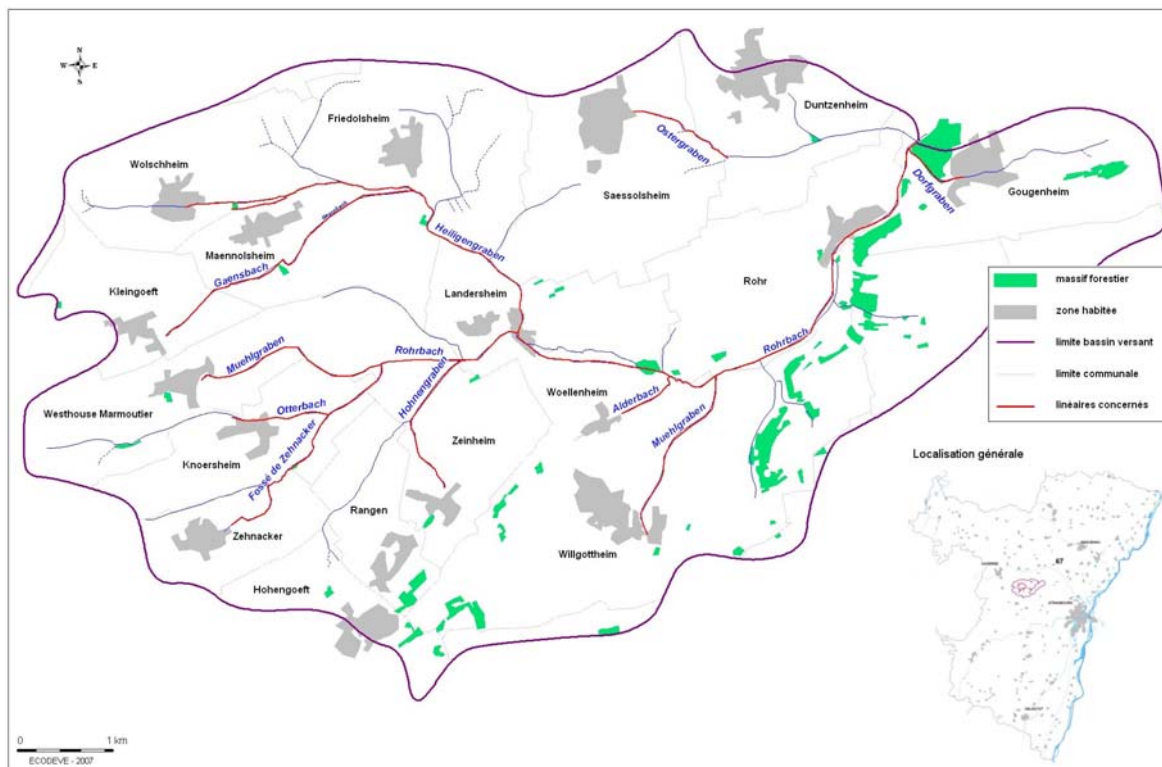 N
W E
S
Duntzenheim
Friedolsheim
Ostergraben
Wolschheim
Dorfgraben
Gougenheim
Saessolsheim
Heiligengraben
Maennolsheim
Gaensbach
Kleingoeft
Landersheim
Rohr
massif forestier
zone habitée
limite bassin versant
limite communale
linéaires concernés
Muehlgraben
Rohrbach
Rohrbach
Hohnengraben
Woellenheim
Alderbach
Westhouse Marmoutier
Otterbach
Muehlgraben
Zeinheim
Knoersheim
Fossé de Zehnacker
Localisation générale
Rangen
Zehnacker
Willgottheim
Hohengoeft
67
0 1 km
ECODEVE - 2007